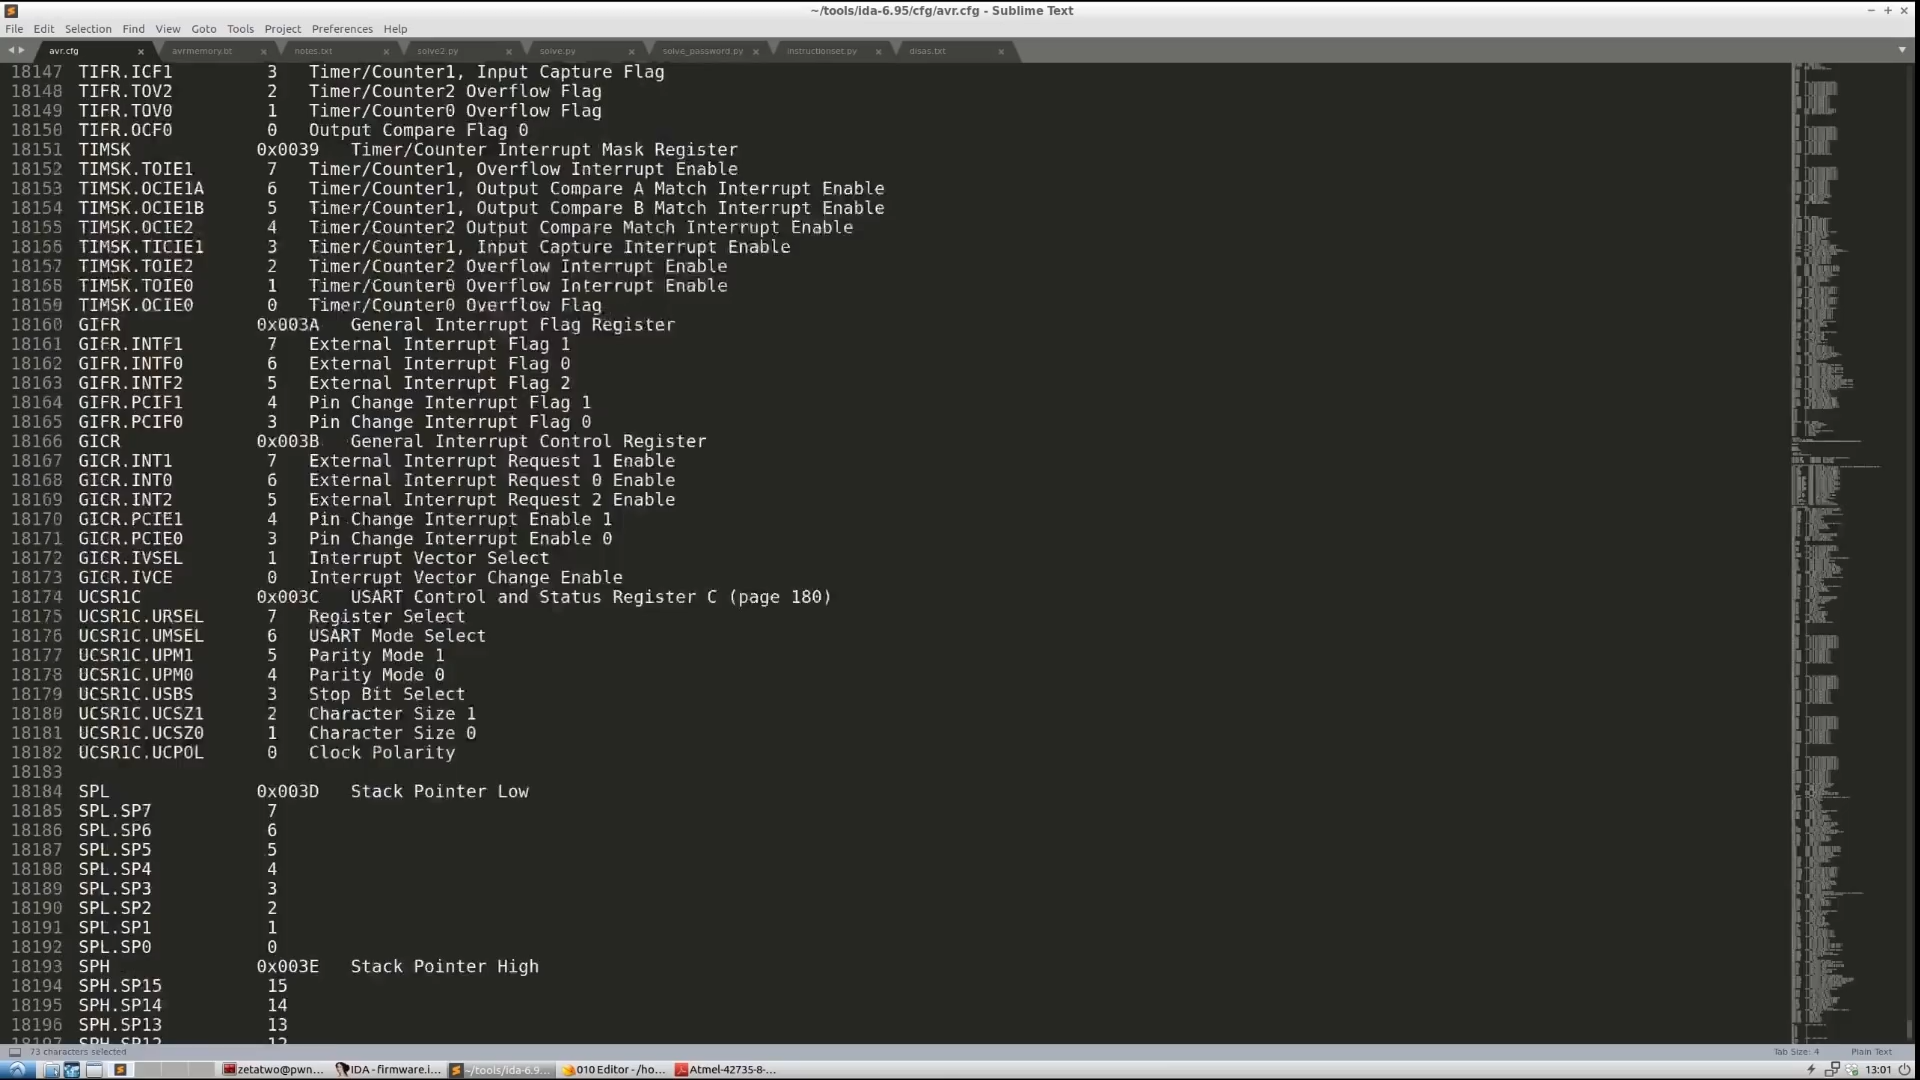 ~/tools/ida-6.95/cfg/avr.cfg - Sublime Text
File Edit Selection Find View Goto Tools Project Preferences Help
avr.cfg avrmemory.bt notes.txt solve2.py solve.py solve_password.py instructionset.py disas.txt
18147 TIFR.ICF1 3 Timer/Counter1, Input Capture Flag
18148 TIFR.TOV2 2 Timer/Counter2 Overflow Flag
18149 TIFR.TOV0 1 Timer/Counter0 Overflow Flag
18150 TIFR.OCF0 0 Output Compare Flag 0
18151 TIMSK 0x0039 Timer/Counter Interrupt Mask Register
18152 TIMSK.TOIE1 7 Timer/Counter1, Overflow Interrupt Enable
18153 TIMSK.OCIE1A 6 Timer/Counter1, Output Compare A Match Interrupt Enable
18154 TIMSK.OCIE1B 5 Timer/Counter1, Output Compare B Match Interrupt Enable
18155 TIMSK.OCIE2 4 Timer/Counter2 Output Compare Match Interrupt Enable
18156 TIMSK.TICIE1 3 Timer/Counter1, Input Capture Interrupt Enable
18157 TIMSK.TOIE2 2 Timer/Counter2 Overflow Interrupt Enable
18158 TIMSK.TOIE0 1 Timer/Counter0 Overflow Interrupt Enable
18159 TIMSK.OCIE0 0 Timer/Counter0 Overflow Flag
18160 GIFR 0x003A General Interrupt Flag Register
18161 GIFR.INTF1 7 External Interrupt Flag 1
18162 GIFR.INTF0 6 External Interrupt Flag 0
18163 GIFR.INTF2 5 External Interrupt Flag 2
18164 GIFR.PCIF1 4 Pin Change Interrupt Flag 1
18165 GIFR.PCIF0 3 Pin Change Interrupt Flag 0
18166 GICR 0x003B General Interrupt Control Register
18167 GICR.INT1 7 External Interrupt Request 1 Enable
18168 GICR.INT0 6 External Interrupt Request 0 Enable
18169 GICR.INT2 5 External Interrupt Request 2 Enable
18170 GICR.PCIE1 4 Pin Change Interrupt Enable 1
18171 GICR.PCIE0 3 Pin Change Interrupt Enable 0
18172 GICR.IVSEL 1 Interrupt Vector Select
18173 GICR.IVCE 0 Interrupt Vector Change Enable
18174 UCSR1C 0x003C USART Control and Status Register C (page 180)
18175 UCSR1C.URSEL 7 Register Select
18176 UCSR1C.UMSEL 6 USART Mode Select
18177 UCSR1C.UPM1 5 Parity Mode 1
18178 UCSR1C.UPM0 4 Parity Mode 0
18179 UCSR1C.USBS 3 Stop Bit Select
18180 UCSR1C.UCSZ1 2 Character Size 1
18181 UCSR1C.UCSZ0 1 Character Size 0
18182 UCSR1C.UCPOL 0 Clock Polarity
18183
18184 SPL 0x003D Stack Pointer Low
18185 SPL.SP7 7
18186 SPL.SP6 6
18187 SPL.SP5 5
18188 SPL.SP4 4
18189 SPL.SP3 3
18190 SPL.SP2 2
18191 SPL.SP1 1
18192 SPL.SP0 0
18193 SPH 0x003E Stack Pointer High
18194 SPH.SP15 15
18195 SPH.SP14 14
18196 SPH.SP13 13
18197 SPH.SP12 12
73 characters selected Tab Size: 4 Plain Text
zetatwo@pwn... IDA - firmware.i... ~/tools/ida-6.9... 010 Editor - /ho... Atmel-42735-8-... 13:01